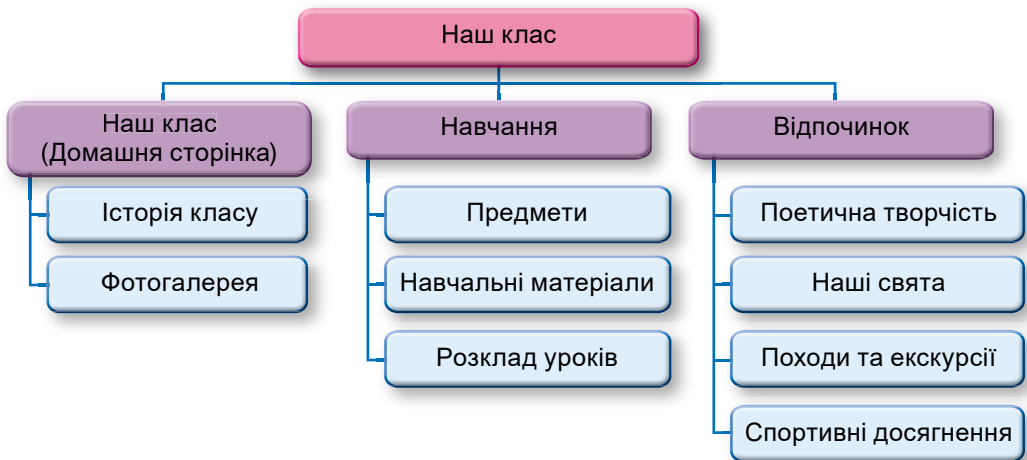 Наш клас
Наш клас
(Домашня сторінка)
Історія класу
Фотогалерея
Навчання
Предмети
Навчальні матеріали
Розклад уроків
Відпочинок
Поетична творчість
Наші свята
Походи та екскурсії
Спортивні досягнення